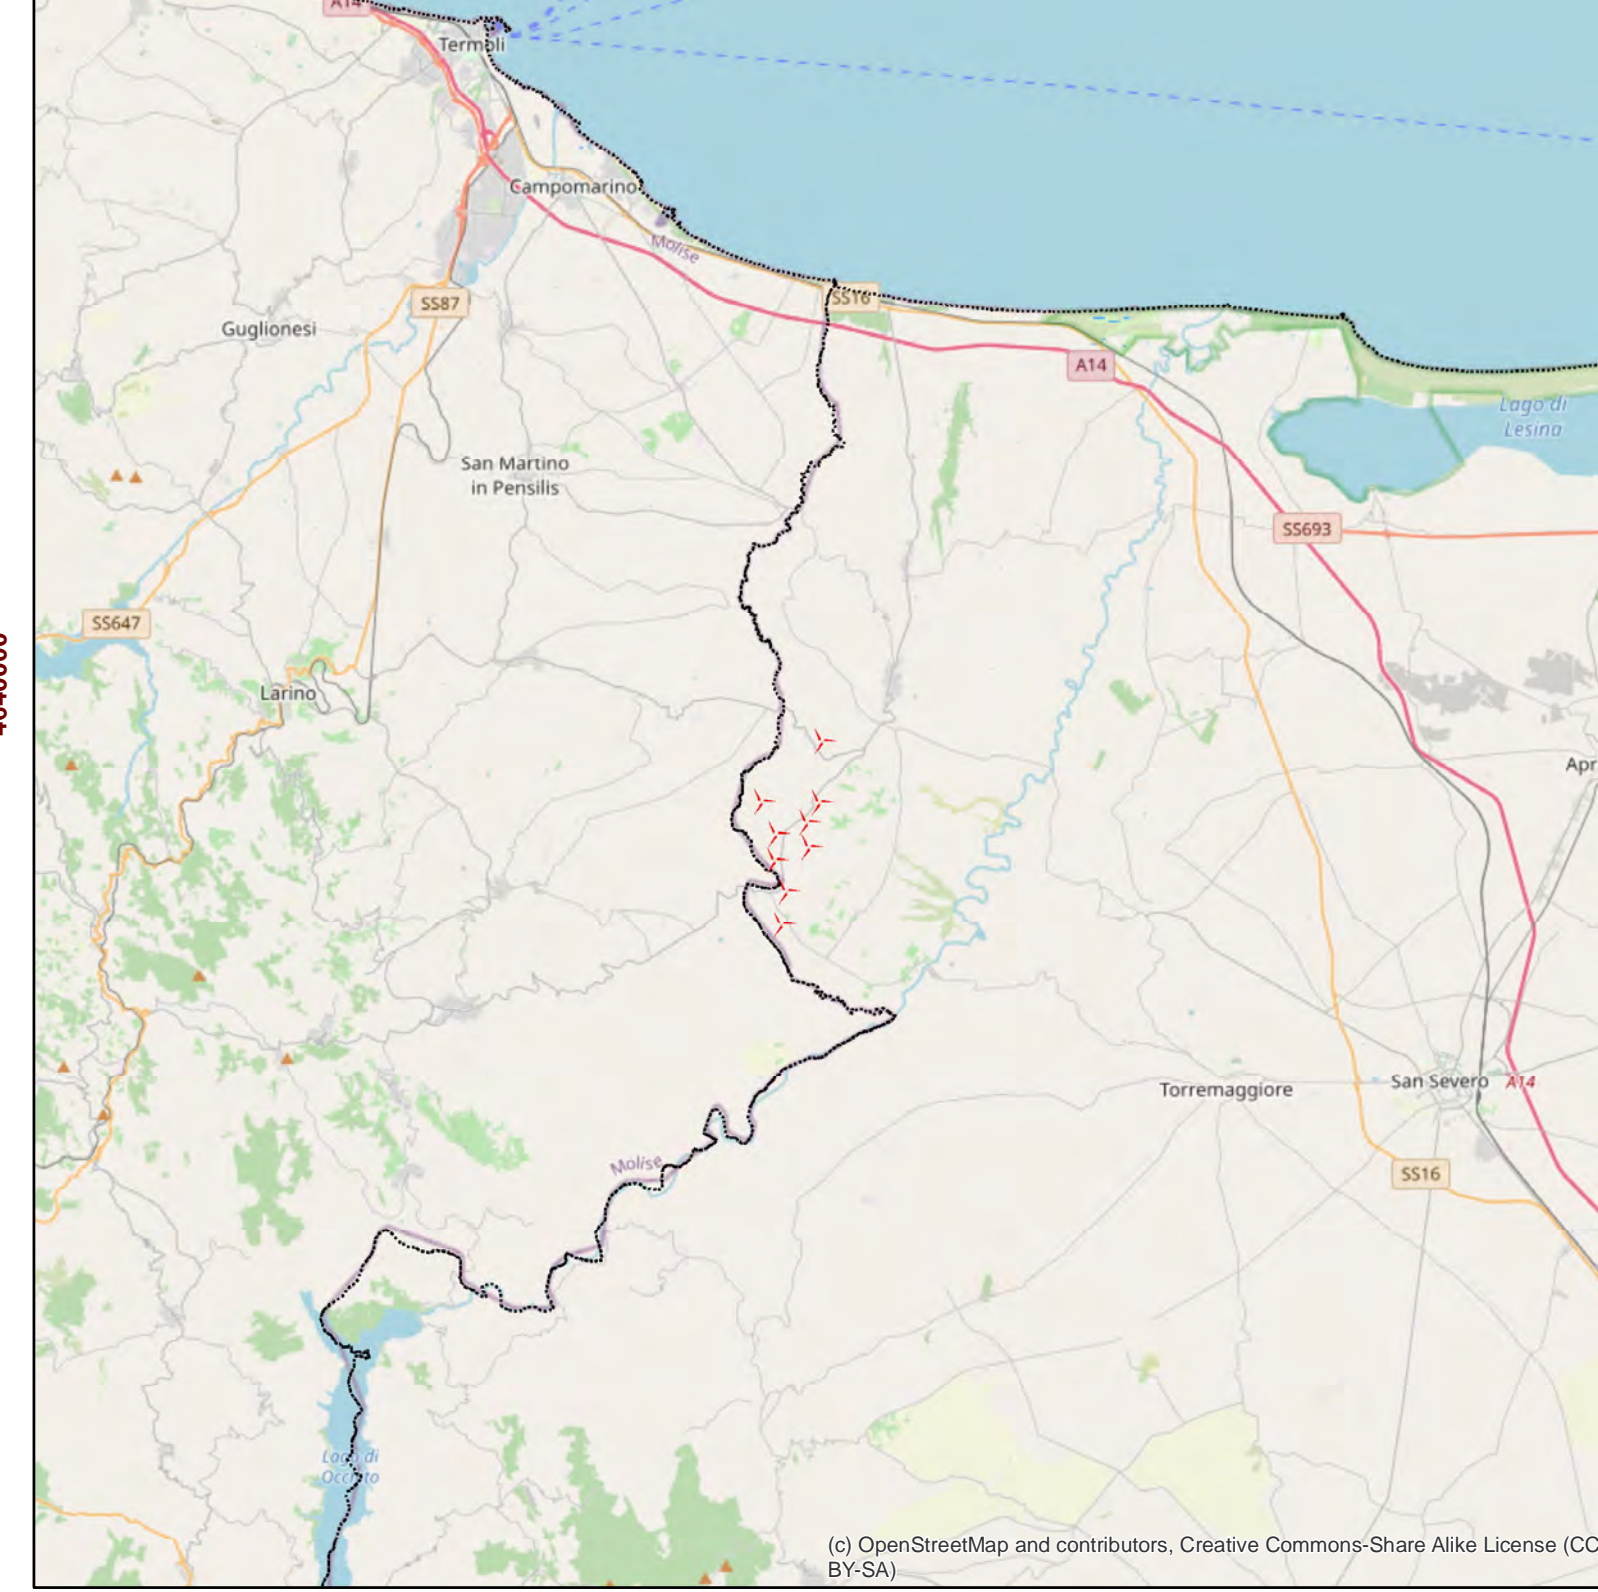 A14
Termoli
Campomarino
Molise
SS16
SS87
Guglionesi
A14
Lago di
Lesina
San Martino
in Pensilis
SS693
SS647
Larino
Apr
Torremaggiore
San Severo
A14
Molise
SS16
Lago di
Occhito
(c) OpenStreetMap and contributors, Creative Commons-Share Alike License (CC
BY-SA)